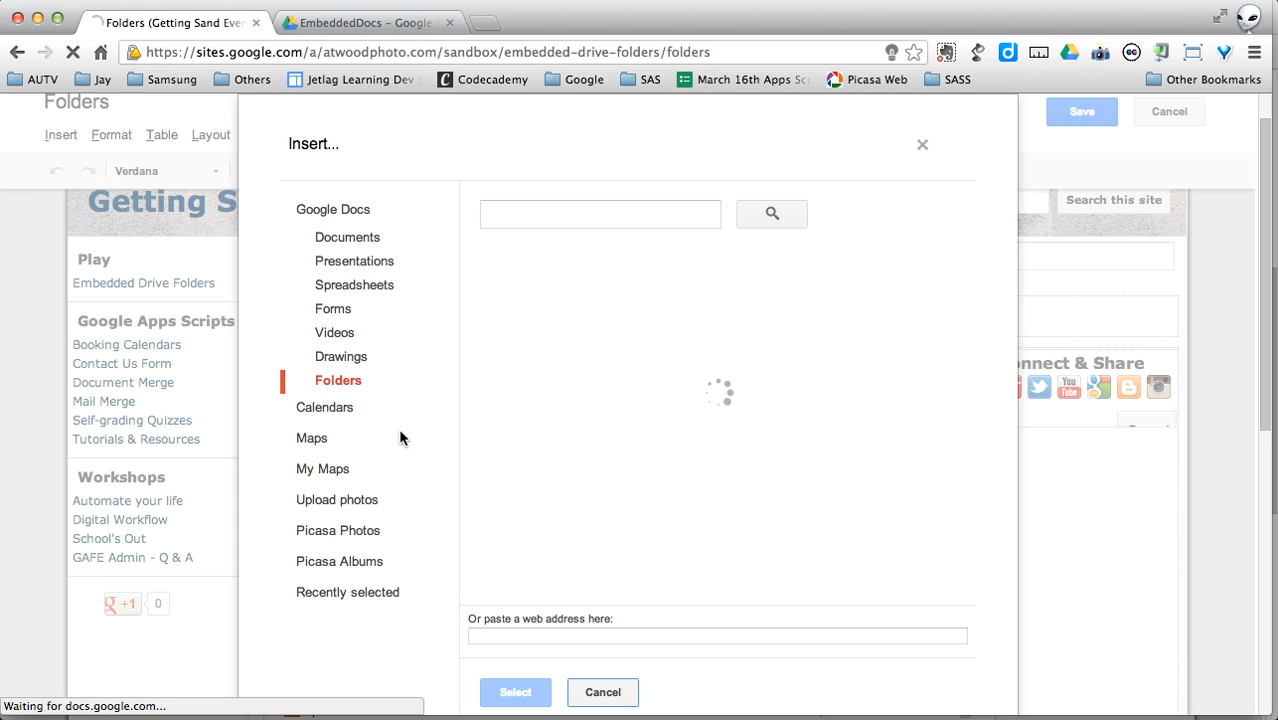 Folders (Getting Sand Ever
EmbeddedDocs - Google
https://sites.google.com/a/atwoodphoto.com/sandbox/embedded-drive-folders/folders
AUTV Jay Samsung Others Jetlag Learning Dev Codecademy Google SAS March 16th Apps Sc Picasa Web SASS Other Bookmarks
Folders
Insert Format Table Layout
Save Cancel
Verdana
Getting S
Search this site
Play
Embedded Drive Folders
Google Apps Scripts
Booking Calendars
Contact Us Form
Document Merge
Mail Merge
Self-grading Quizzes
Tutorials & Resources
Workshops
Automate your life
Digital Workflow
School's Out
GAFE Admin - Q & A
g +1 0
Insert...
Google Docs
Documents
Presentations
Spreadsheets
Forms
Videos
Drawings
Folders
Calendars
Maps
My Maps
Upload photos
Picasa Photos
Picasa Albums
Recently selected
Or paste a web address here:
Select Cancel
onnect & Share
You Tube
Waiting for docs.google.com...